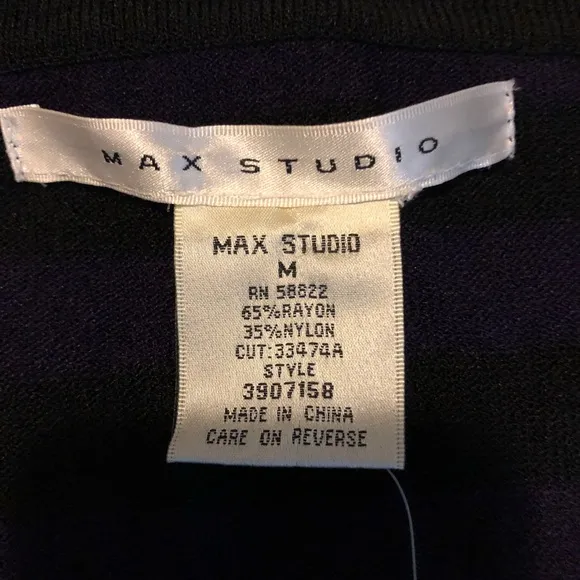 MAX STUDIO
MAX STUDIO
M
RN 58822
65%RAYON
35%NYLON
CUT:33474A
STYLE
3907158
MADE IN CHINA
CARE ON REVERSE